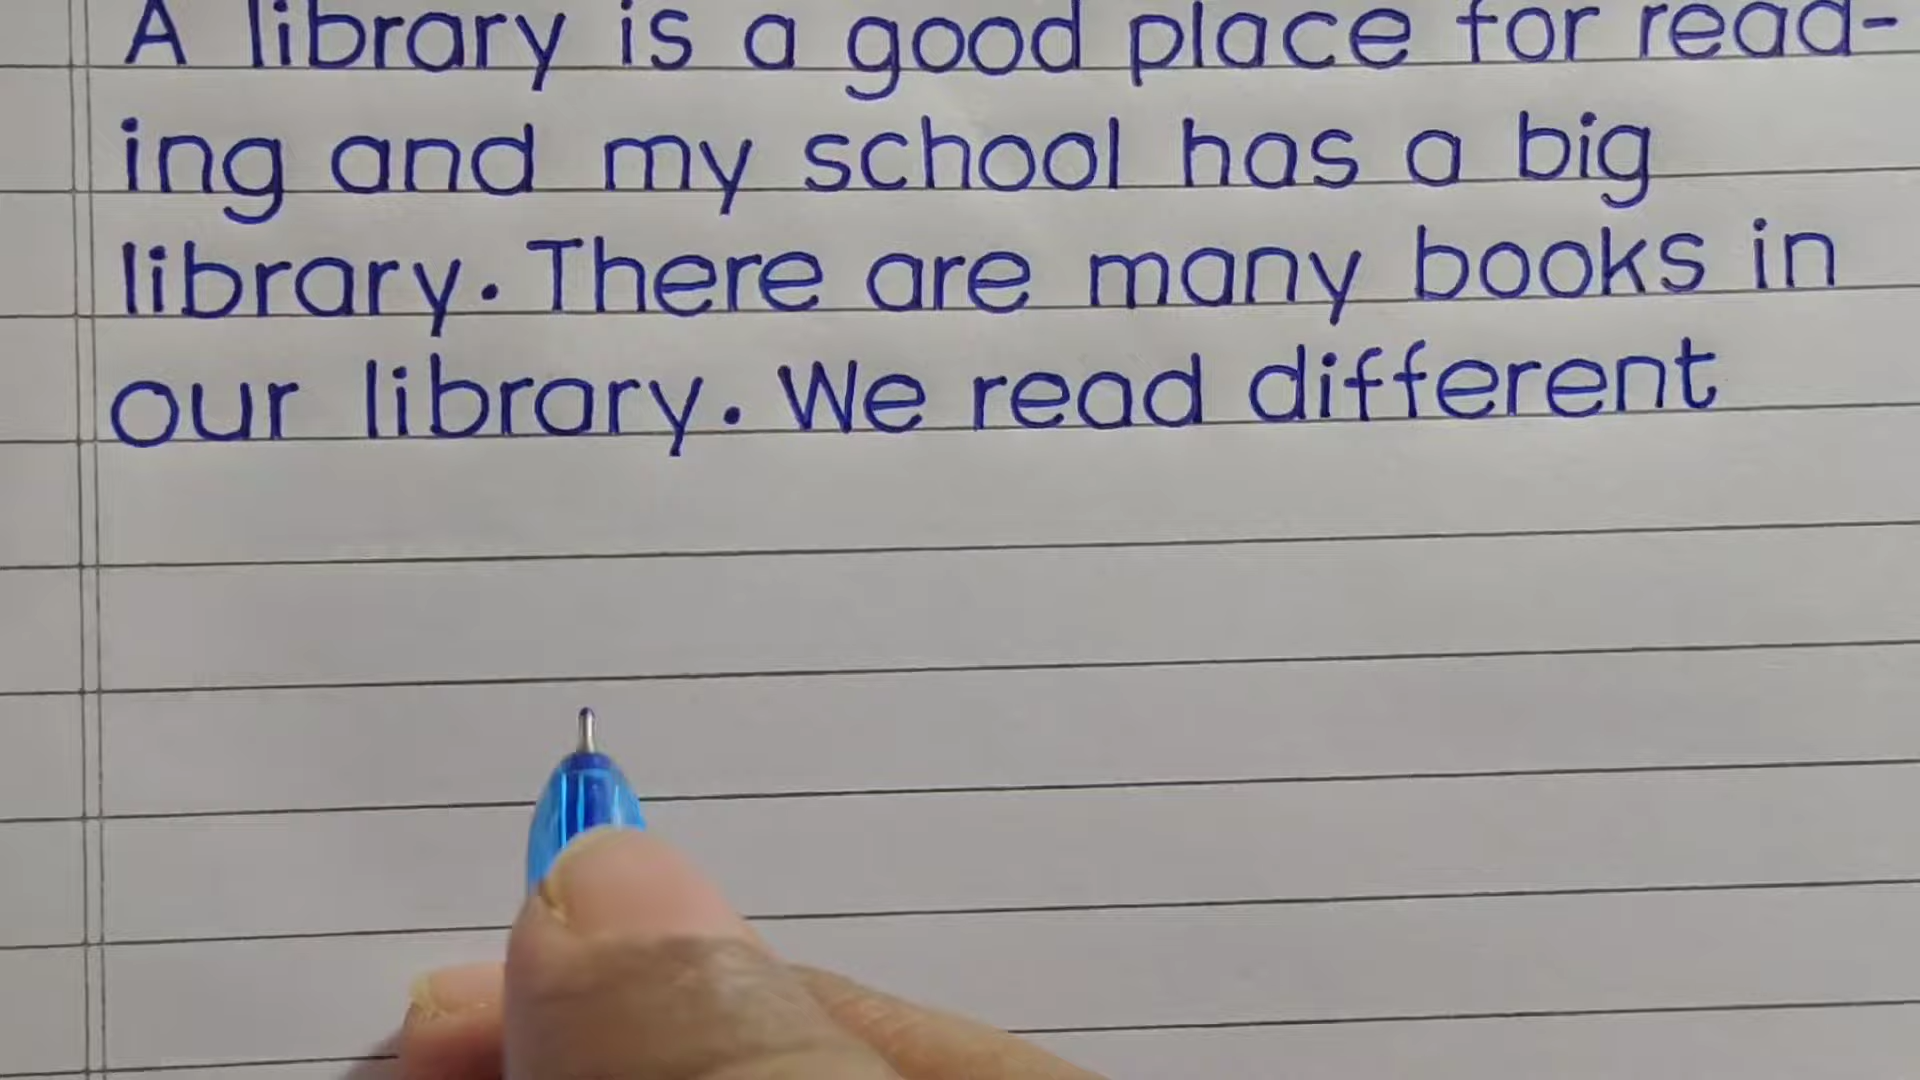 A library is a good place for read-
ing and my school has a big
library. There are many books in
our library. We read different